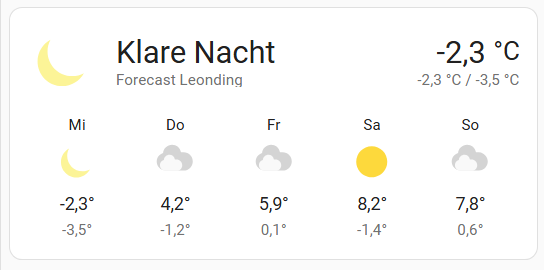 Klare Nacht
-2,3 °C
Forecast Leonding
-2,3 °C / -3,5 °C
Mi Do Fr Sa So
-2,3° 4,2° 5,9° 8,2° 7,8°
-3,5° -1,2° 0,1° -1,4° 0,6°